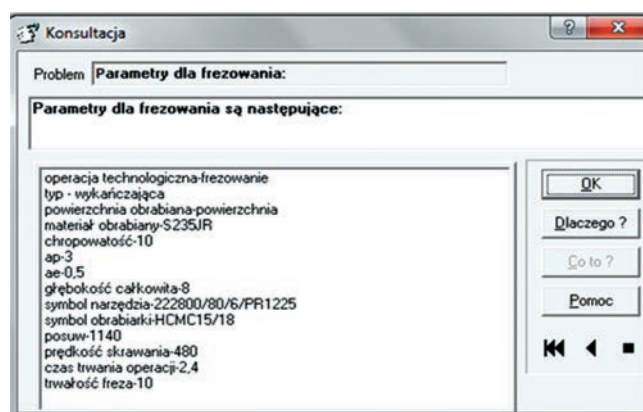 Konsultacja
Problem Parametry dla frezowania:
Parametry dla frezowania są następujące:
operacja technologiczna-frezowanie
typ - wykańczająca
powierzchnia obrabiana-powierzchnia
materiał obrabiany-S235JR
chropowatość-10
ap-3
ae-0,5
głębokość całkowita-8
symbol narzędzia-222800/80/6/PR1225
symbol obrabiarki-HCMC15/18
posuw-1140
prędkość skrawania-480
czas trwania operacji-2,4
trwałość freza-10
OK
Dlaczego ?
Co to ?
Pomoc